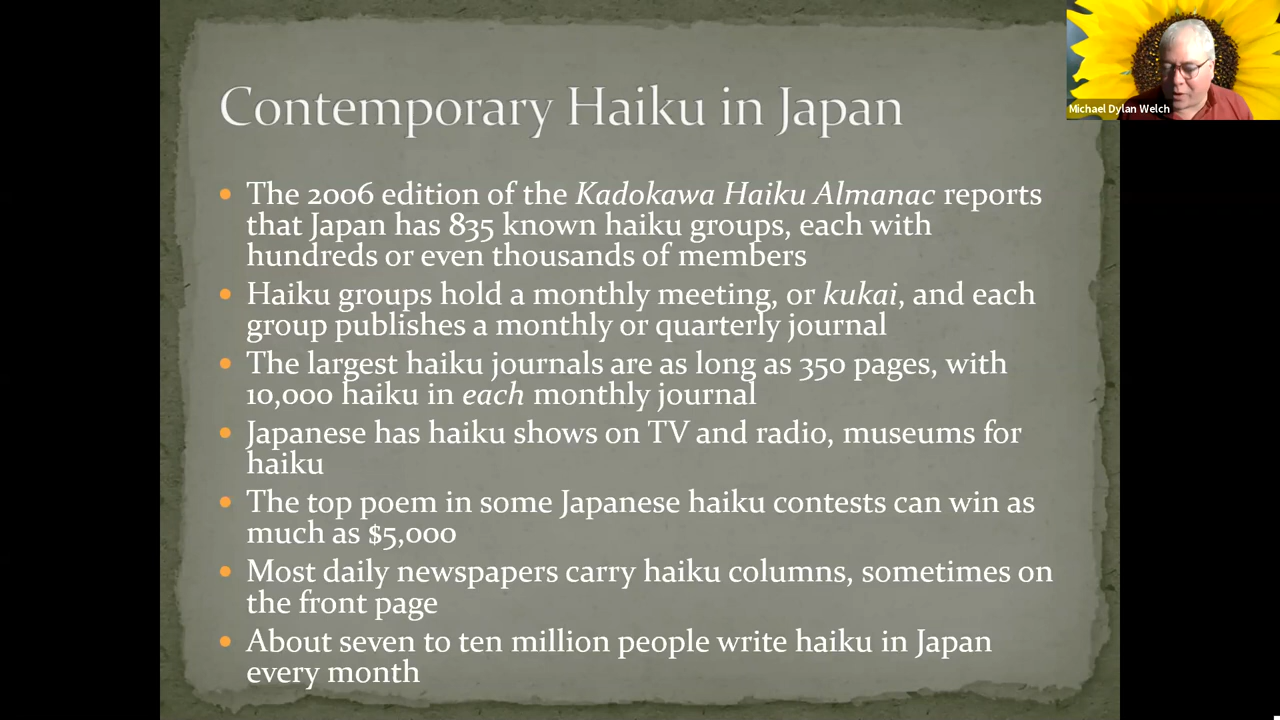 Contemporary Haiku in Japan
Michael Dylan Welch
The 2006 edition of the Kadokawa Haiku Almanac reports
that Japan has 835 known haiku groups, each with
hundreds or even thousands of members
Haiku groups hold a monthly meeting, or kukai, and each
group publishes a monthly or quarterly journal
The largest haiku journals are as long as 350 pages, with
10,000 haiku in each monthly journal
Japanese has haiku shows on TV and radio, museums for
haiku
The top poem in some Japanese haiku contests can win as
much as $5,000
Most daily newspapers carry haiku columns, sometimes on
the front page
About seven to ten million people write haiku in Japan
every month